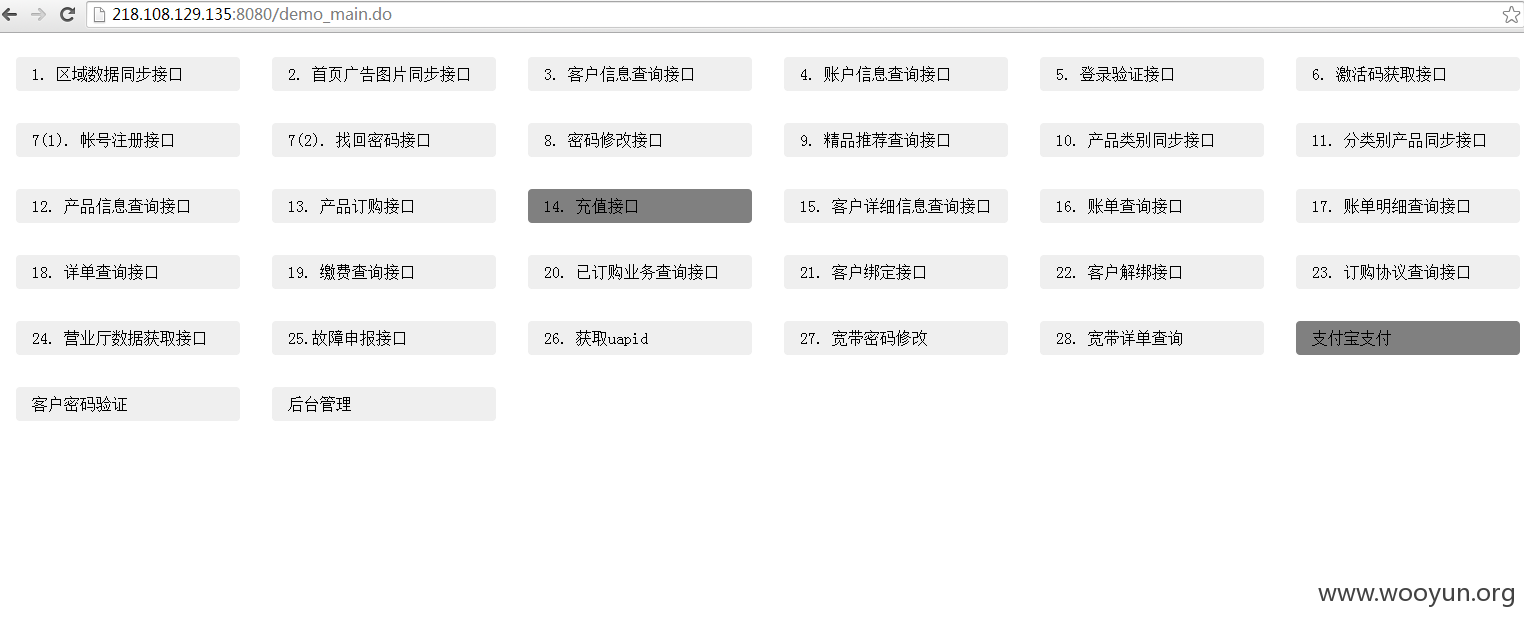 218.108.129.135:8080/demo_main.do
1. 区域数据同步接口 2. 首页广告图片同步接口 3. 客户信息查询接口 4. 账户信息查询接口 5. 登录验证接口 6. 激活码获取接口
7(1). 帐号注册接口 7(2). 找回密码接口 8. 密码修改接口 9. 精品推荐查询接口 10. 产品类别同步接口 11. 分类别产品同步接口
12. 产品信息查询接口 13. 产品订购接口 14. 充值接口 15. 客户详细信息查询接口 16. 账单查询接口 17. 账单明细查询接口
18. 详单查询接口 19. 缴费查询接口 20. 已订购业务查询接口 21. 客户绑定接口 22. 客户解绑接口 23. 订购协议查询接口
24. 营业厅数据获取接口 25.故障申报接口 26. 获取uapid 27. 宽带密码修改 28. 宽带详单查询 支付宝支付
客户密码验证 后台管理
www.wooyun.org